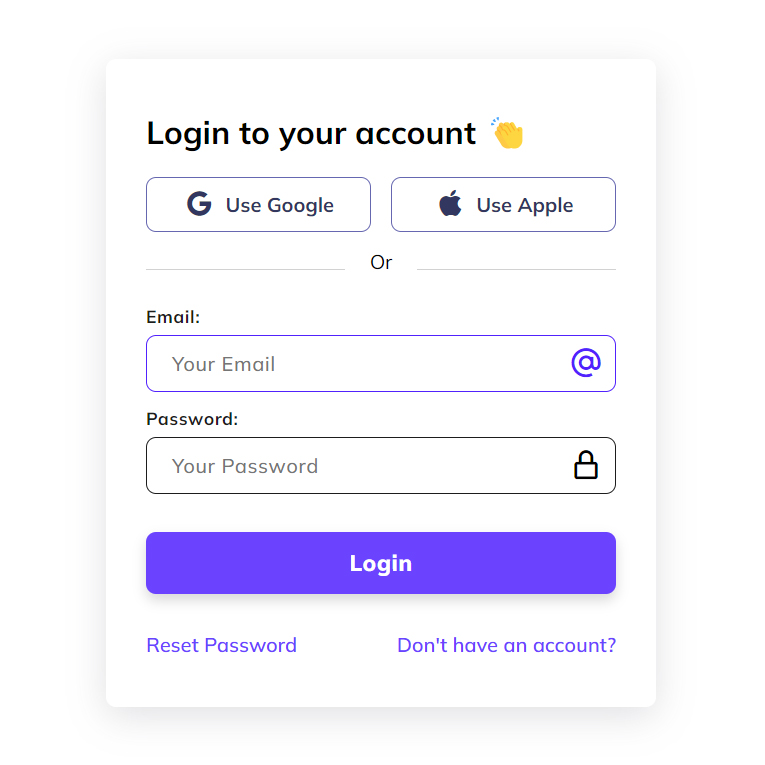 Login to your account 👏
Use Google
Use Apple
Or
Email:
Your Email
Password:
Your Password
Login
Reset Password
Don't have an account?